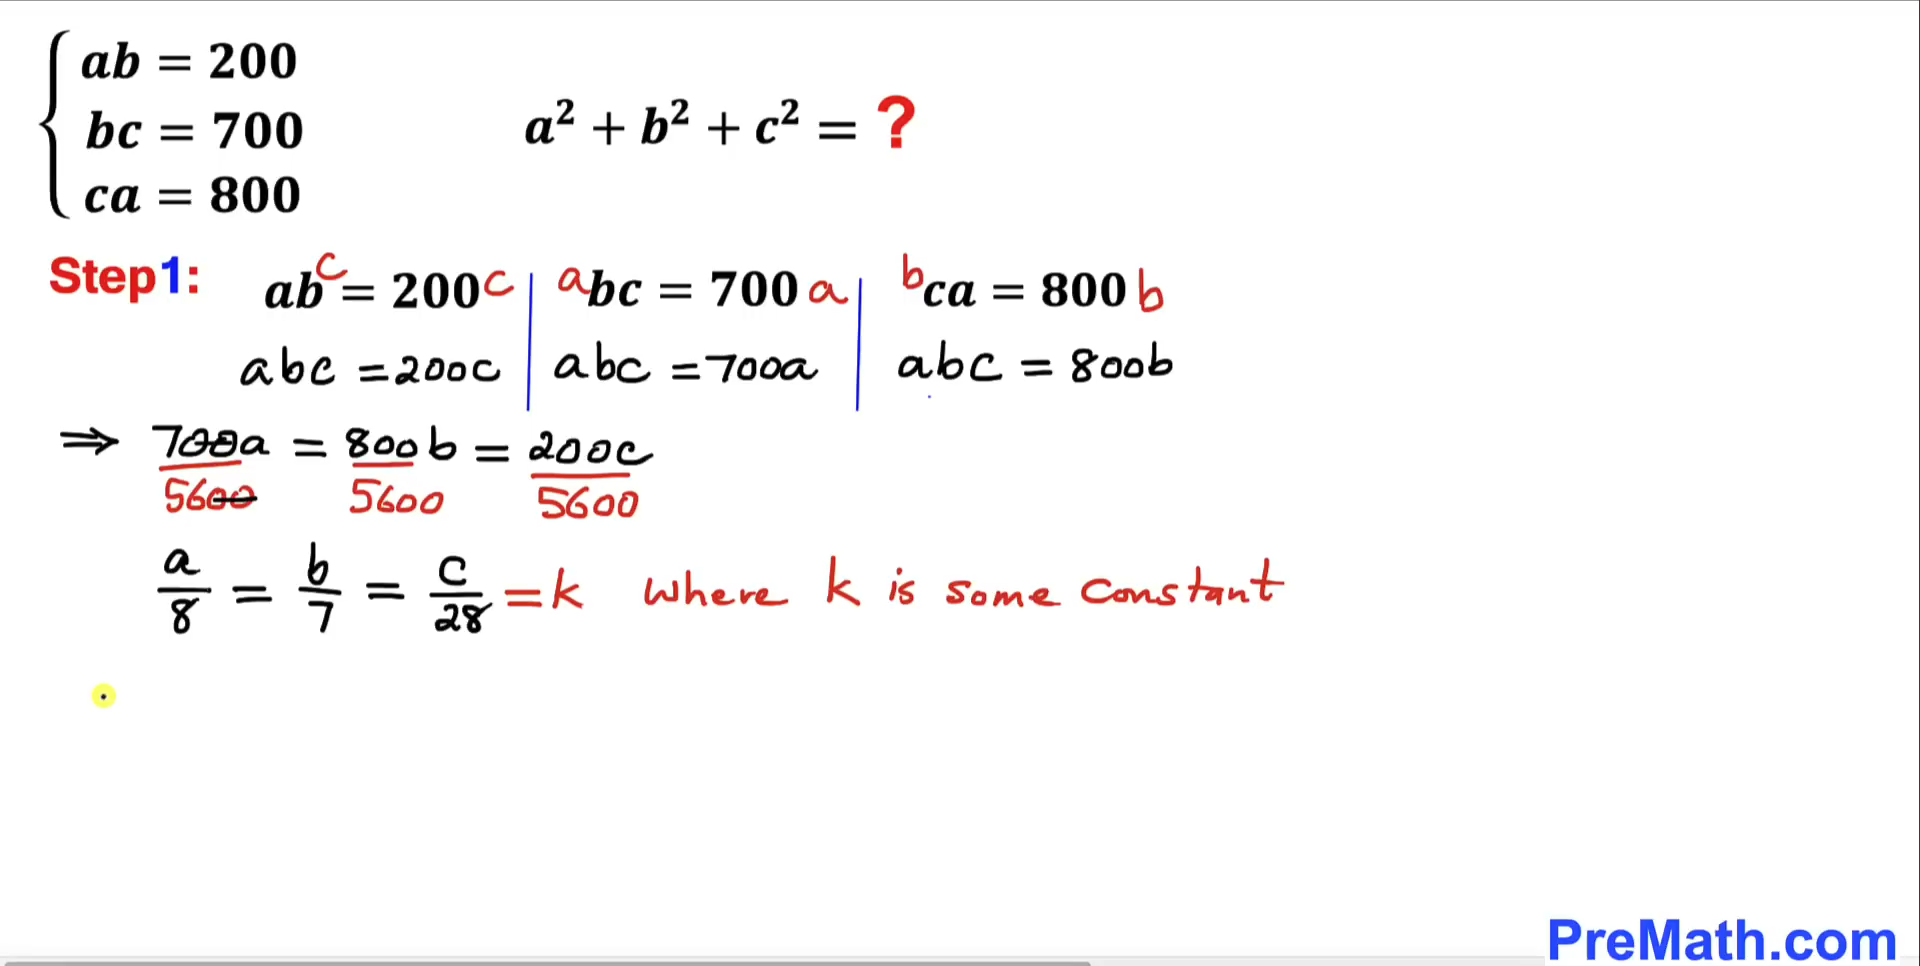 ab = 200
bc = 700
ca = 800
a² + b² + c² = ?
Step1: abc = 200c | abc = 700a | bca = 800b
abc = 200c | abc = 700a | abc = 800b
⇒ 700a/5600 = 800b/5600 = 200c/5600
a/8 = b/7 = c/28 = k where k is some constant
PreMath.com